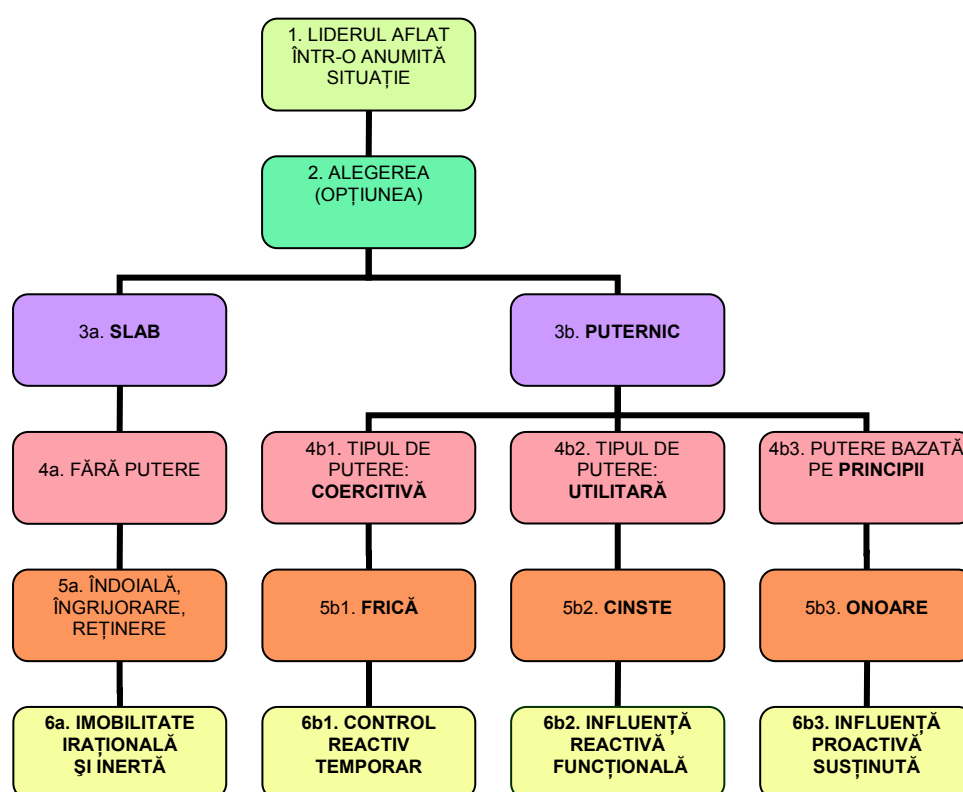 1. LIDERUL AFLAT
ÎNTR-O ANUMITĂ
SITUAȚIE
2. ALEGEREA
(OPȚIUNEA)
3a. SLAB
3b. PUTERNIC
4a. FĂRĂ PUTERE
4b1. TIPUL DE
PUTERE:
COERCITIVĂ
4b2. TIPUL DE
PUTERE:
UTILITARĂ
4b3. PUTERE BAZATĂ
PE PRINCIPII
5a. ÎNDOIALĂ,
ÎNGRIJORARE,
REȚINERE
5b1. FRICĂ
5b2. CINSTE
5b3. ONOARE
6a. IMOBILITATE
IRAȚIONALĂ
ŞI INERTĂ
6b1. CONTROL
REACTIV
TEMPORAR
6b2. INFLUENȚĂ
REACTIVĂ
FUNCȚIONALĂ
6b3. INFLUENȚĂ
PROACTIVĂ
SUSȚINUTĂ